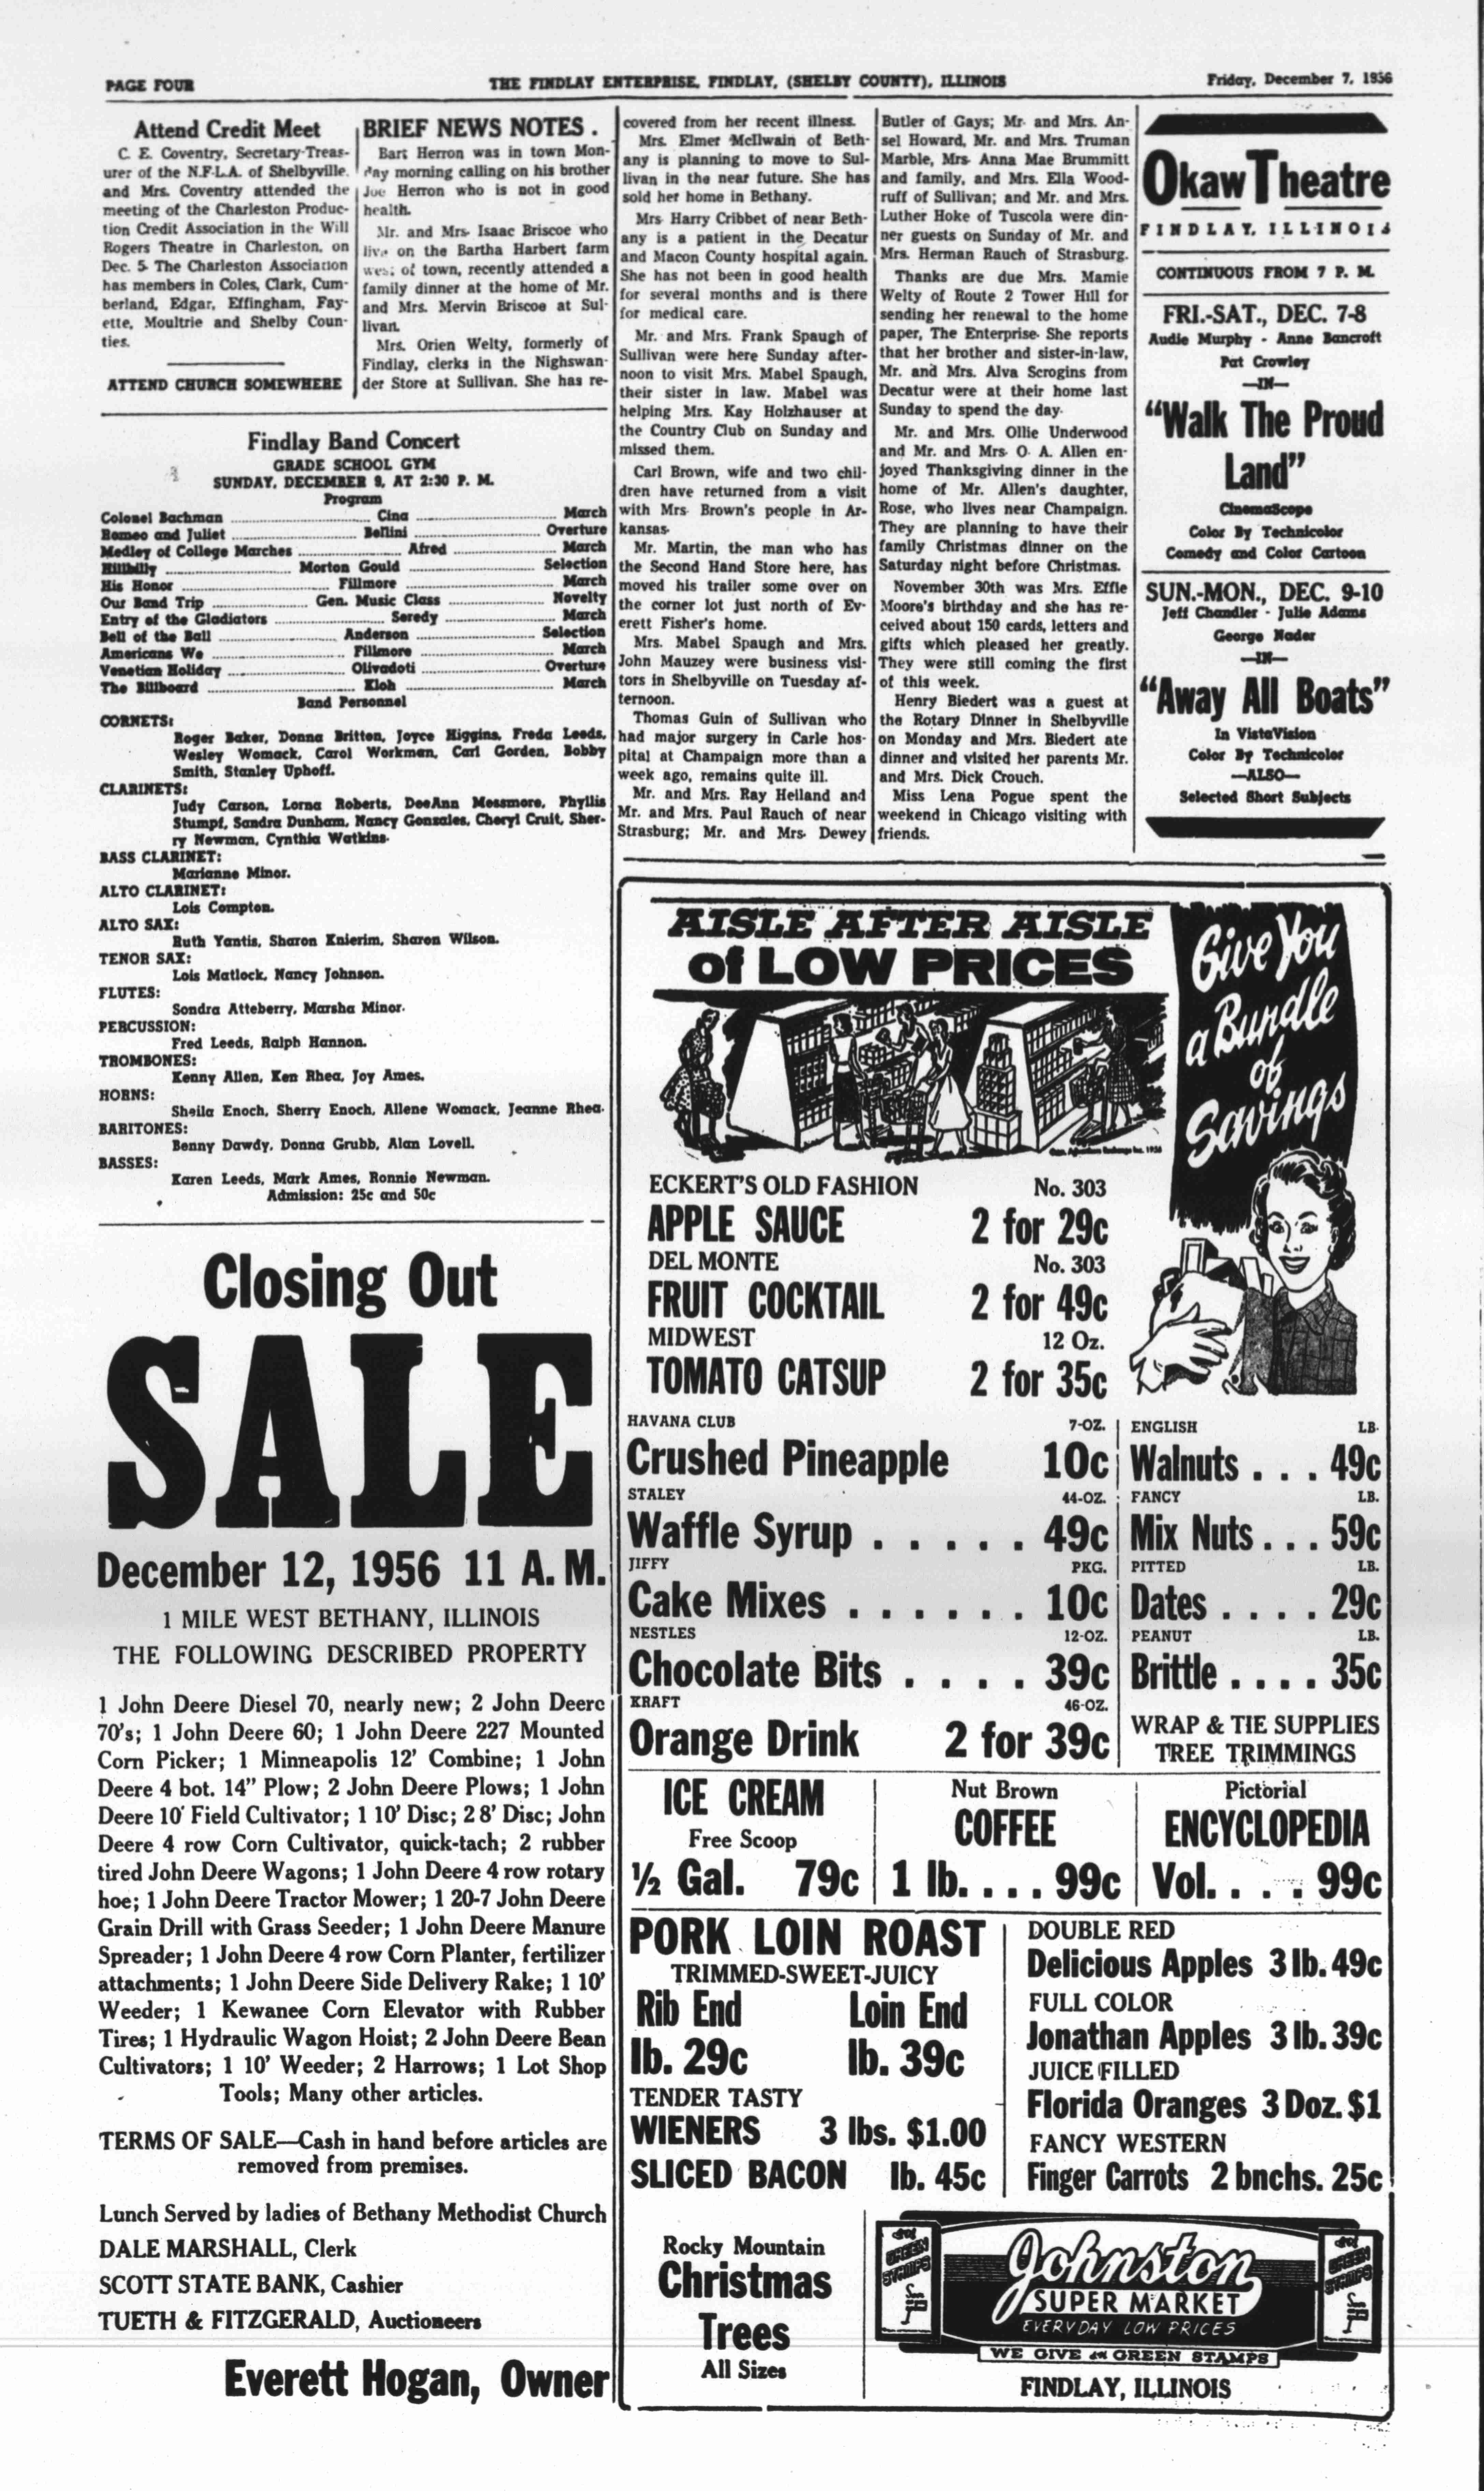 PAGE FOUR
THE FINDLAY ENTERPRISE, FINDLAY, (SHELBY COUNTY), ILLINOIS
Friday, December 7, 1956
Attend Credit Meet
C. E. Coventry, Secretary-Treas-
urer of the N.F.L.A. of Shelbyville.
and Mrs. Coventry attended the
meeting of the Charleston Produc-
tion Credit Association in the Will
Rogers Theatre in Charleston, on
Dec. 5. The Charleston Association
has members in Coles, Clark, Cum-
berland, Edgar, Effingham, Fay-
ette, Moultrie and Shelby Coun-
ties.
ATTEND CHURCH SOMEWHERE
BRIEF NEWS NOTES .
Bart Herron was in town Mon-
day morning calling on his brother
Joe Herron who is not in good
health.
Mr. and Mrs. Isaac Briscoe who
live on the Bartha Harbert farm
west of town, recently attended a
family dinner at the home of Mr.
and Mrs. Mervin Briscoe at Sul-
livan.
Mrs. Orien Welty, formerly of
Findlay, clerks in the Nighswan-
der Store at Sullivan. She has re-
covered from her recent illness.
Mrs. Elmer McIlwain of Beth-
any is planning to move to Sul-
livan in the near future. She has
sold her home in Bethany.
Mrs. Harry Cribbet of near Beth-
any is a patient in the Decatur
and Macon County hospital again.
She has not been in good health
for several months and is there
for medical care.
Mr. and Mrs. Frank Spaugh of
Sullivan were here Sunday after-
noon to visit Mrs. Mabel Spaugh,
their sister in law. Mabel was
helping Mrs. Kay Holzhauser at
the Country Club on Sunday and
missed them.
Carl Brown, wife and two chil-
dren have returned from a visit
with Mrs. Brown's people in Ar-
kansas.
Mr. Martin, the man who has
the Second Hand Store here, has
moved his trailer some over on
the corner lot just north of Ev-
erett Fisher's home.
Mrs. Mabel Spaugh and Mrs.
John Mauzey were business visi-
tors in Shelbyville on Tuesday af-
ternoon.
Thomas Guin of Sullivan who
had major surgery in Carle hos-
pital at Champaign more than a
week ago, remains quite ill.
Mr. and Mrs. Ray Heiland and
Mr. and Mrs. Paul Rauch of near
Strasburg; Mr. and Mrs. Dewey
Butler of Gays; Mr. and Mrs. An-
sel Howard, Mr. and Mrs. Truman
Marble, Mrs. Anna Mae Brummitt
and family, and Mrs. Ella Wood-
ruff of Sullivan; and Mr. and Mrs.
Luther Hoke of Tuscola were din-
ner guests on Sunday of Mr. and
Mrs. Herman Rauch of Strasburg.
Thanks are due Mrs. Mamie
Welty of Route 2 Tower Hill for
sending her renewal to the home
paper, The Enterprise. She reports
that her brother and sister-in-law,
Mr. and Mrs. Alva Scrogins from
Decatur were at their home last
Sunday to spend the day.
Mr. and Mrs. Ollie Underwood
and Mr. and Mrs. O. A. Allen en-
joyed Thanksgiving dinner in the
home of Mr. Allen's daughter,
Rose, who lives near Champaign.
They are planning to have their
family Christmas dinner on the
Saturday night before Christmas.
November 30th was Mrs. Effie
Moore's birthday and she has re-
ceived about 150 cards, letters and
gifts which pleased her greatly.
They were still coming the first
of this week.
Henry Biedert was a guest at
the Rotary Dinner in Shelbyville
on Monday and Mrs. Biedert ate
dinner and visited her parents Mr.
and Mrs. Dick Crouch.
Miss Lena Pogue spent the
weekend in Chicago visiting with
friends.
Okaw Theatre
FINDLAY, ILLINOIS
CONTINUOUS FROM 7 P. M.
FRI.-SAT., DEC. 7-8
Audie Murphy - Anne Bancroft
Pat Crowley
—IN—
"Walk The Proud
Land"
CinemaScope
Color By Technicolor
Comedy and Color Cartoon
SUN.-MON., DEC. 9-10
Jeff Chandler - Julie Adams
George Nader
—IN—
"Away All Boats"
In VistaVision
Color By Technicolor
—ALSO—
Selected Short Subjects
Findlay Band Concert
GRADE SCHOOL GYM
SUNDAY, DECEMBER 9, AT 2:30 P. M.
Program
Colonel Bachman ........ Cina ........ March
Romeo and Juliet ........ Bellini ........ Overture
Medley of College Marches ........ Afred ........ March
Hillbilly ........ Morton Gould ........ Selection
His Honor ........ Fillmore ........ March
Our Band Trip ........ Gen. Music Class ........ Novelty
Entry of the Gladiators ........ Seredy ........ March
Bell of the Ball ........ Anderson ........ Selection
Americans We ........ Fillmore ........ March
Venetian Holiday ........ Olivadoti ........ Overture
The Billboard ........ Kloh ........ March
Band Personnel
CORNETS:
Roger Baker, Donna Britten, Joyce Higgins, Freda Leeds,
Wesley Womack, Carol Workman, Carl Gorden, Bobby
Smith, Stanley Uphoff.
CLARINETS:
Judy Carson, Lorna Roberts, DeeAnn Messmore, Phyllis
Stumpf, Sandra Dunham, Nancy Gonzales, Cheryl Cruit, Sher-
ry Newman, Cynthia Watkins.
BASS CLARINET:
Marianne Minor.
ALTO CLARINET:
Lois Compton.
ALTO SAX:
Ruth Yantis, Sharon Knierim, Sharon Wilson.
TENOR SAX:
Lois Matlock, Nancy Johnson.
FLUTES:
Sondra Atteberry, Marsha Minor.
PERCUSSION:
Fred Leeds, Ralph Hannon.
TROMBONES:
Kenny Allen, Ken Rhea, Joy Ames.
HORNS:
Sheila Enoch, Sherry Enoch, Allene Womack, Jeanne Rhea.
BARITONES:
Benny Dawdy, Donna Grubb, Alan Lovell.
BASSES:
Karen Leeds, Mark Ames, Ronnie Newman.
Admission: 25c and 50c
Closing Out
SALE
December 12, 1956 11 A. M.
1 MILE WEST BETHANY, ILLINOIS
THE FOLLOWING DESCRIBED PROPERTY
1 John Deere Diesel 70, nearly new; 2 John Deere
70's; 1 John Deere 60; 1 John Deere 227 Mounted
Corn Picker; 1 Minneapolis 12' Combine; 1 John
Deere 4 bot. 14" Plow; 2 John Deere Plows; 1 John
Deere 10' Field Cultivator; 1 10' Disc; 2 8' Disc; John
Deere 4 row Corn Cultivator, quick-tach; 2 rubber
tired John Deere Wagons; 1 John Deere 4 row rotary
hoe; 1 John Deere Tractor Mower; 1 20-7 John Deere
Grain Drill with Grass Seeder; 1 John Deere Manure
Spreader; 1 John Deere 4 row Corn Planter, fertilizer
attachments; 1 John Deere Side Delivery Rake; 1 10'
Weeder; 1 Kewanee Corn Elevator with Rubber
Tires; 1 Hydraulic Wagon Hoist; 2 John Deere Bean
Cultivators; 1 10' Weeder; 2 Harrows; 1 Lot Shop
Tools; Many other articles.
TERMS OF SALE—Cash in hand before articles are
removed from premises.
Lunch Served by ladies of Bethany Methodist Church
DALE MARSHALL, Clerk
SCOTT STATE BANK, Cashier
TUETH & FITZGERALD, Auctioneers
Everett Hogan, Owner
AISLE AFTER AISLE
of LOW PRICES
Give You
a Bundle
of
Savings
ECKERT'S OLD FASHION No. 303
APPLE SAUCE 2 for 29c
DEL MONTE No. 303
FRUIT COCKTAIL 2 for 49c
MIDWEST 12 Oz.
TOMATO CATSUP 2 for 35c
HAVANA CLUB 7-OZ.
Crushed Pineapple 10c
STALEY 44-OZ.
Waffle Syrup . . . . . 49c
JIFFY PKG.
Cake Mixes . . . . . . 10c
NESTLES 12-OZ.
Chocolate Bits . . . . 39c
KRAFT 46-OZ.
Orange Drink 2 for 39c
ENGLISH LB.
Walnuts . . . 49c
FANCY LB.
Mix Nuts . . . 59c
PITTED LB.
Dates . . . . 29c
PEANUT LB.
Brittle . . . . 35c
WRAP & TIE SUPPLIES
TREE TRIMMINGS
ICE CREAM
Free Scoop
½ Gal. 79c
Nut Brown
COFFEE
1 lb. . . . 99c
Pictorial
ENCYCLOPEDIA
Vol. . . . . 99c
PORK LOIN ROAST
TRIMMED-SWEET-JUICY
Rib End Loin End
lb. 29c lb. 39c
TENDER TASTY
WIENERS 3 lbs. $1.00
SLICED BACON lb. 45c
DOUBLE RED
Delicious Apples 3 lb. 49c
FULL COLOR
Jonathan Apples 3 lb. 39c
JUICE FILLED
Florida Oranges 3 Doz. $1
FANCY WESTERN
Finger Carrots 2 bnchs. 25c
Rocky Mountain
Christmas
Trees
All Sizes
Johnston
SUPER MARKET
EVERYDAY LOW PRICES
WE GIVE S&H GREEN STAMPS
FINDLAY, ILLINOIS